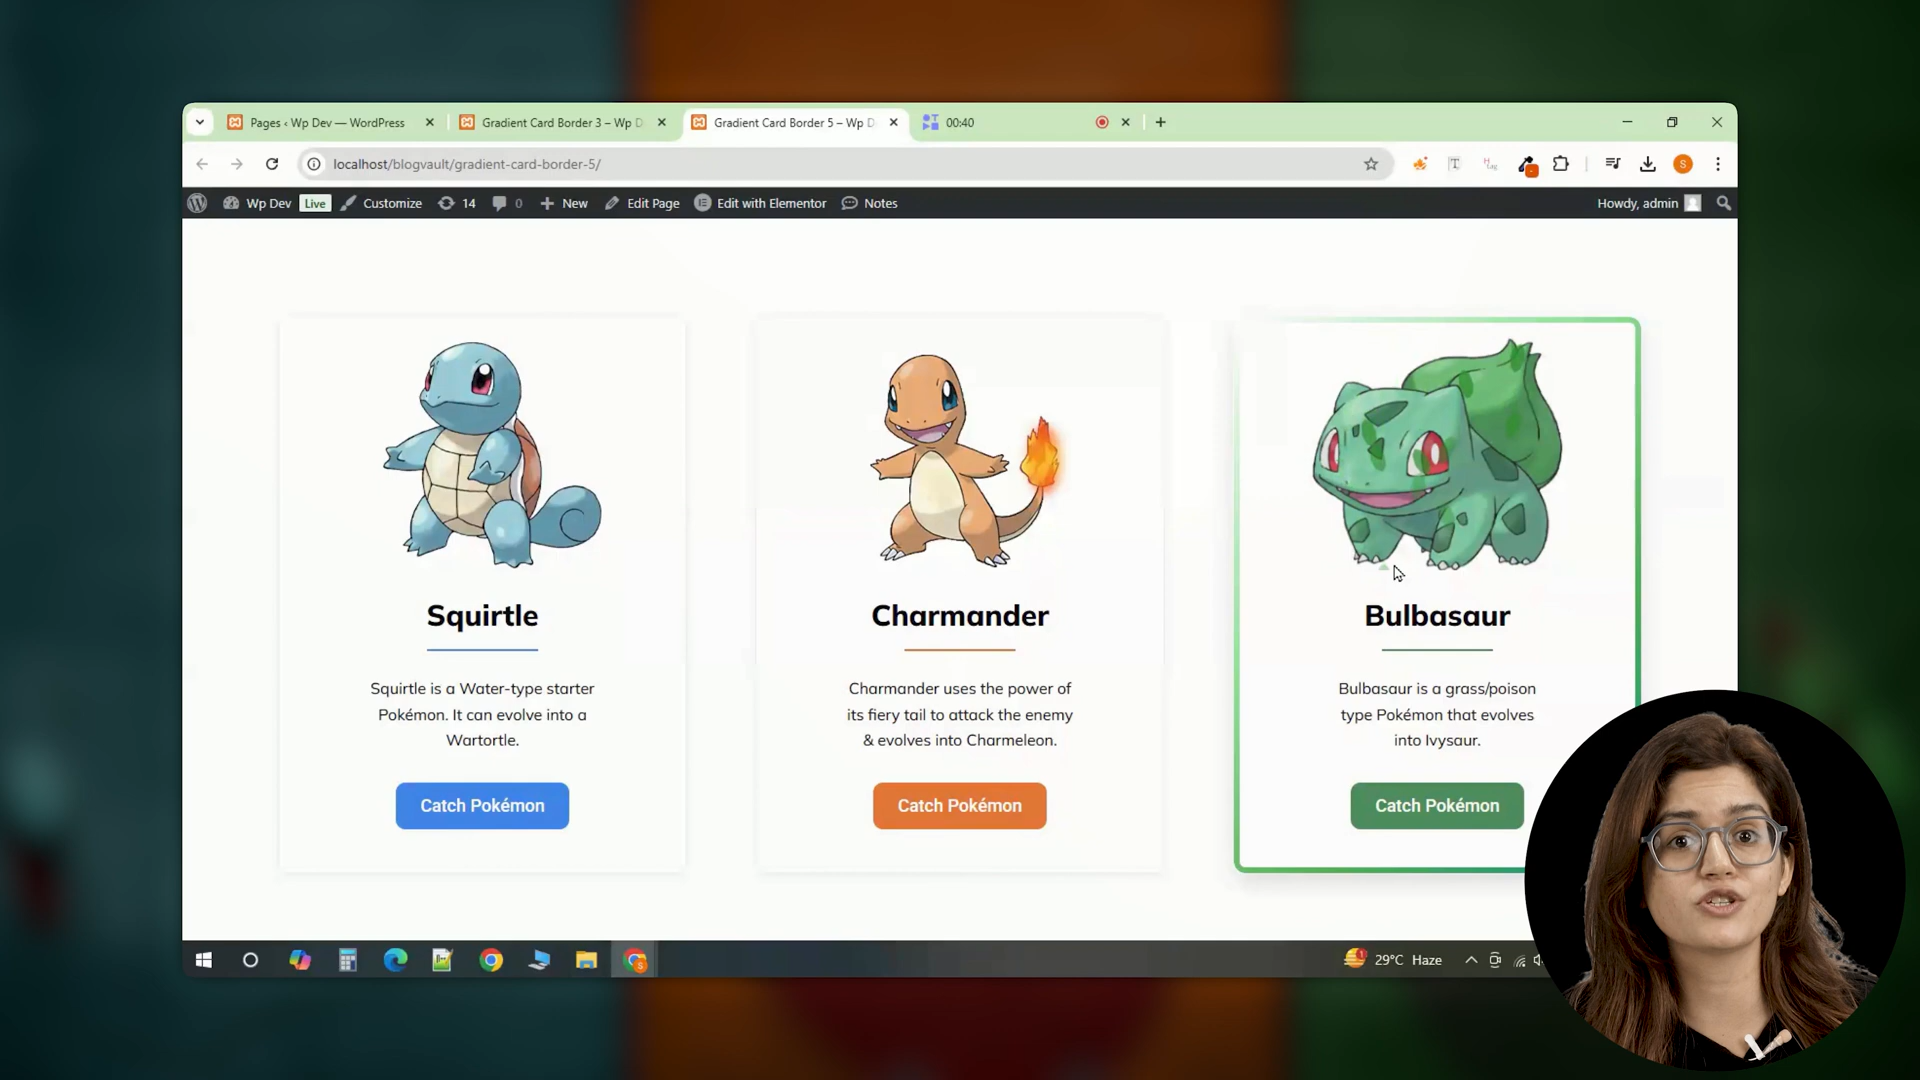 Pages ‹ Wp Dev — WordPress
Gradient Card Border 3 – Wp D
Gradient Card Border 5 – Wp D
00:40
localhost/blogvault/gradient-card-border-5/
S
Wp Dev
Live
Customize
14
0
New
Edit Page
Edit with Elementor
Notes
Howdy, admin
Squirtle
Squirtle is a Water-type starter
Pokémon. It can evolve into a
Wartortle.
Catch Pokémon
Charmander
Charmander uses the power of
its fiery tail to attack the enemy
& evolves into Charmeleon.
Catch Pokémon
Bulbasaur
Bulbasaur is a grass/poison
type Pokémon that evolves
into Ivysaur.
Catch Pokémon
29°C Haze